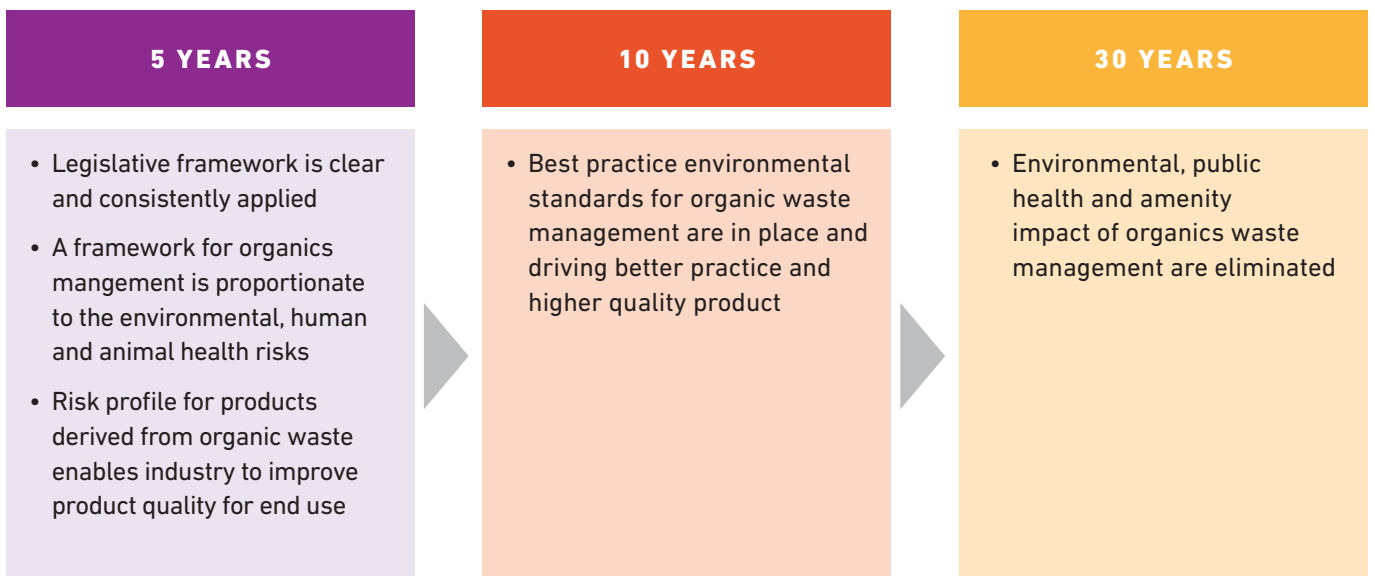 5 YEARS
• Legislative framework is clear
and consistently applied
• A framework for organics
mangement is proportionate
to the environmental, human
and animal health risks
• Risk profile for products
derived from organic waste
enables industry to improve
product quality for end use
10 YEARS
• Best practice environmental
standards for organic waste
management are in place and
driving better practice and
higher quality product
30 YEARS
• Environmental, public
health and amenity
impact of organics waste
management are eliminated